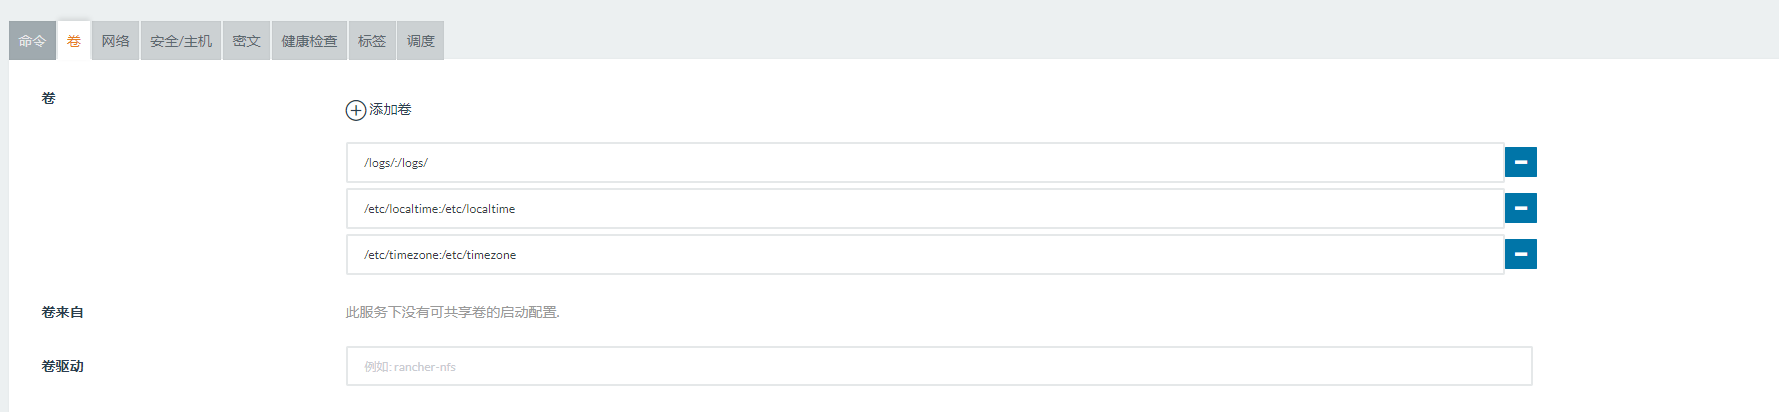 命令 卷 网络 安全/主机 密文 健康检查 标签 调度
卷
添加卷
/logs/:/logs/
/etc/localtime:/etc/localtime
/etc/timezone:/etc/timezone
卷来自 此服务下没有可共享卷的启动配置.
卷驱动 例如: rancher-nfs